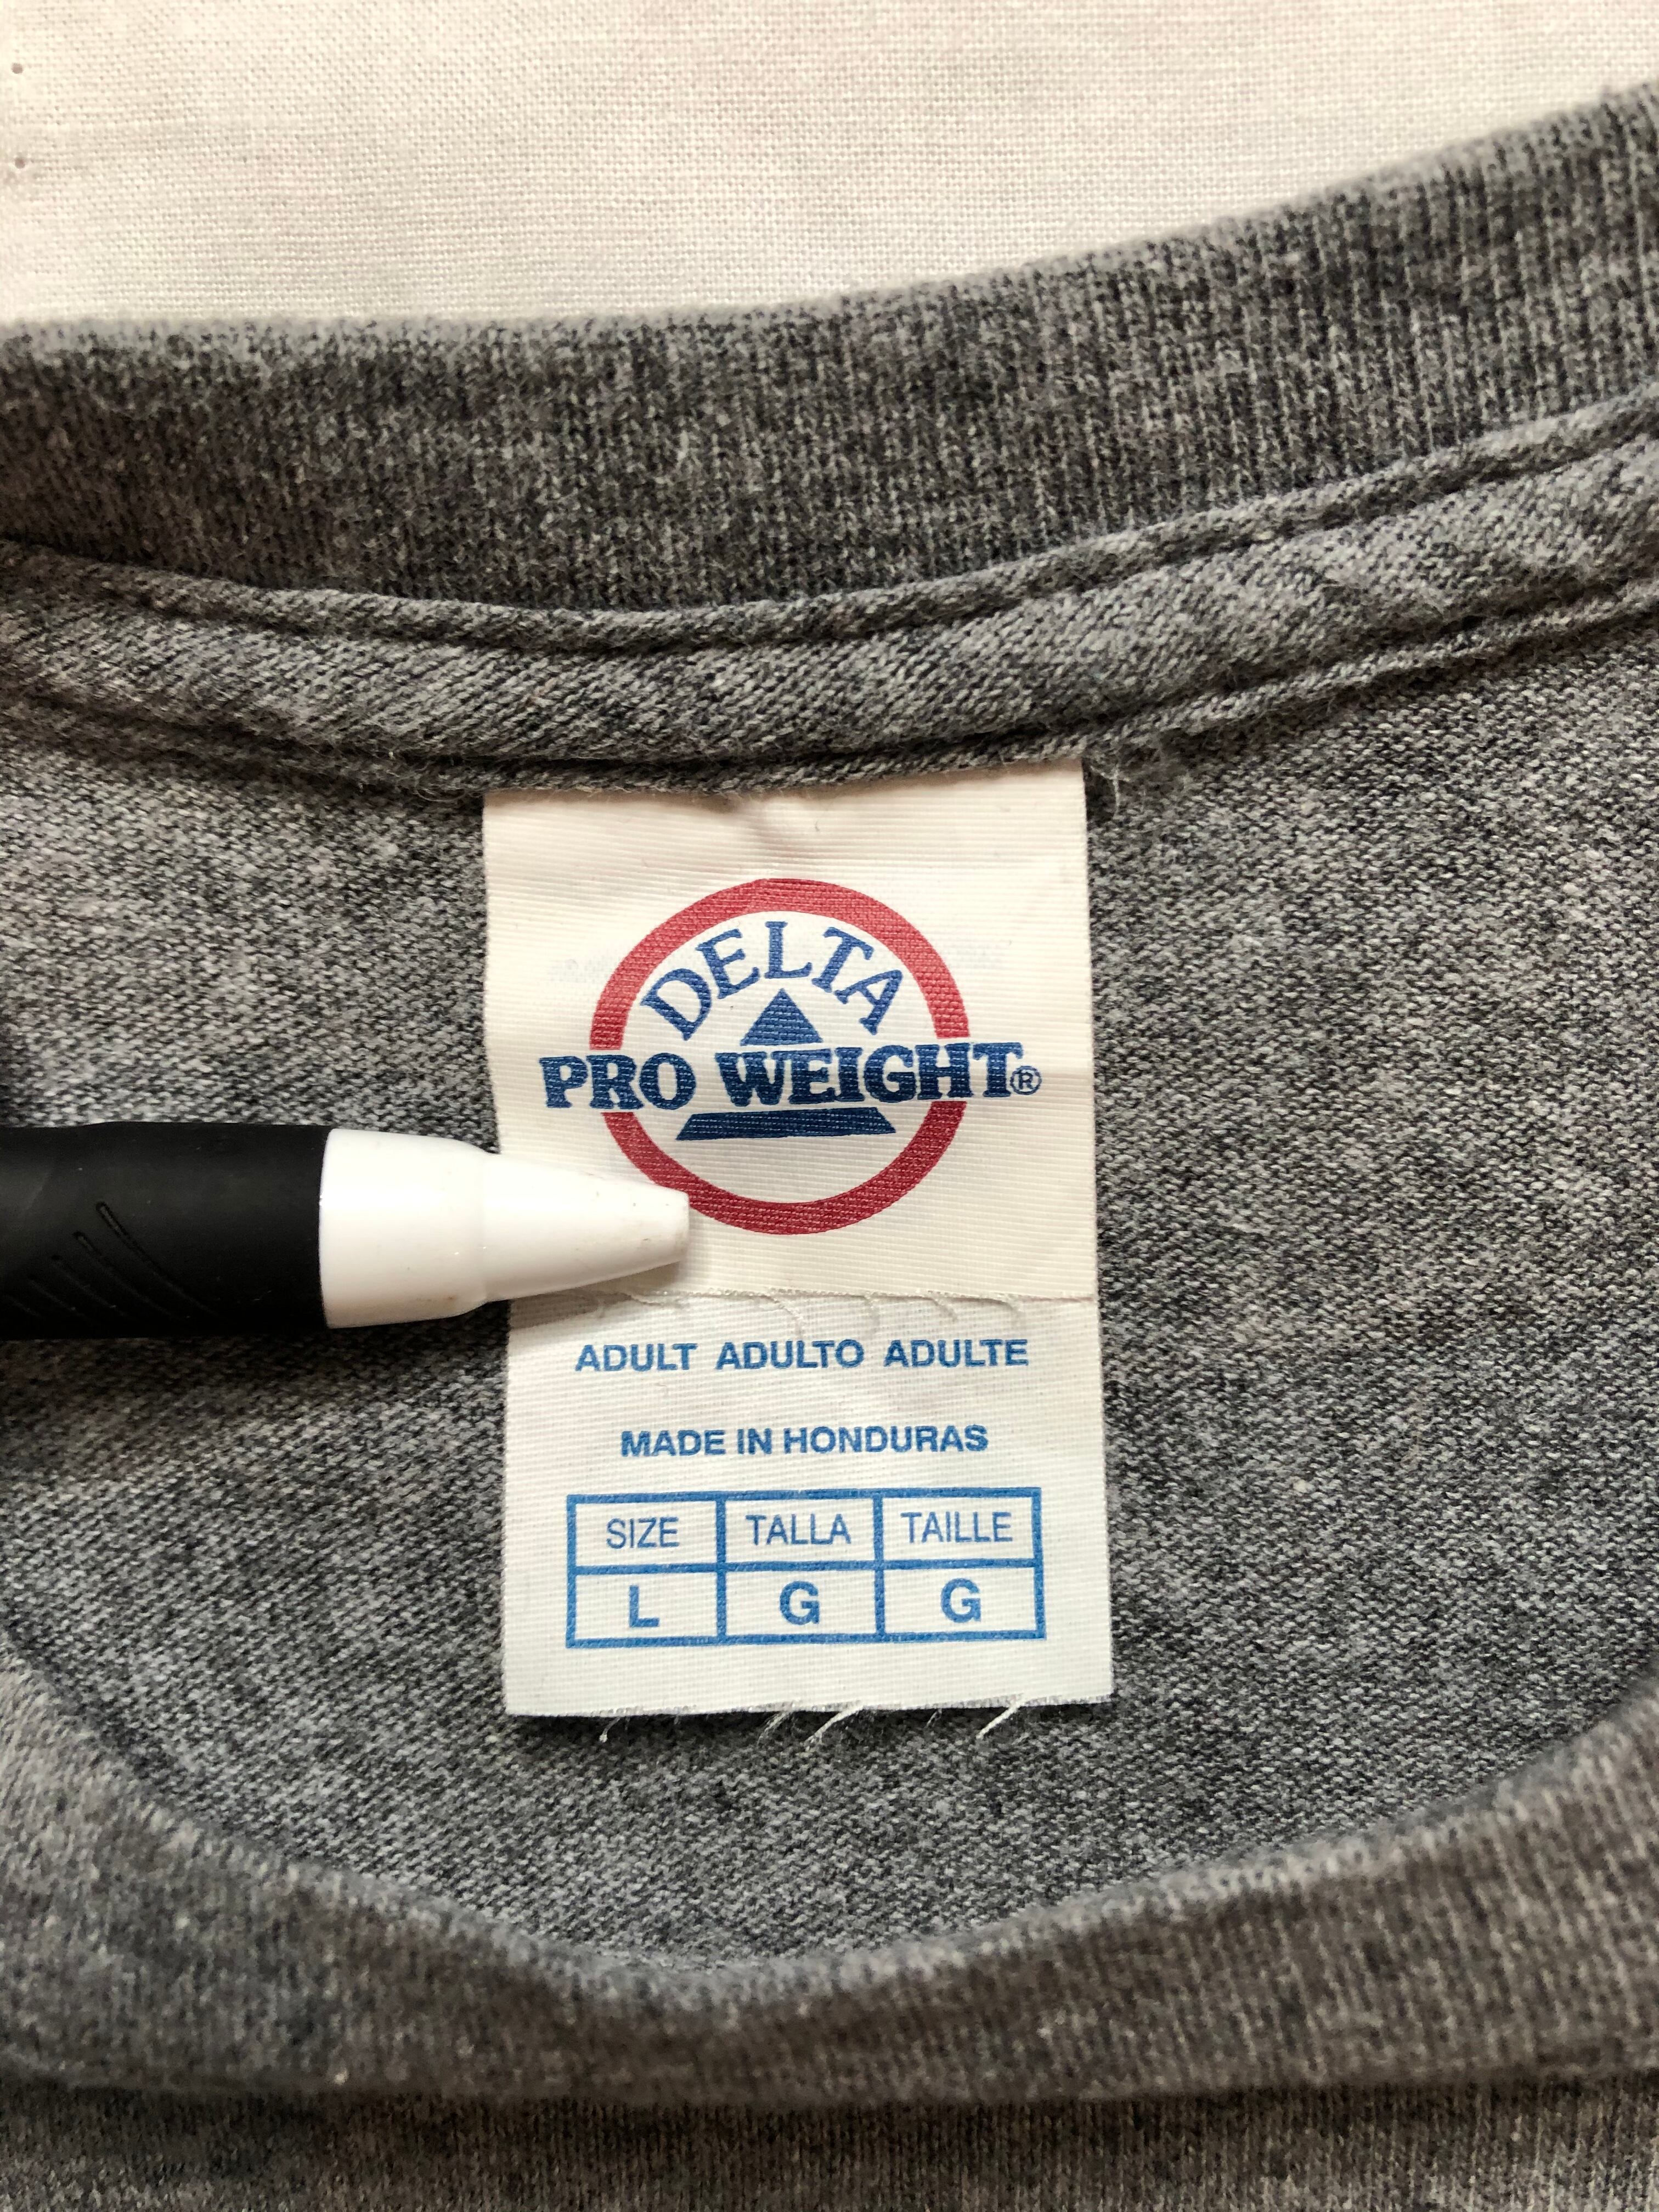 DELTA
PRO WEIGHT®
ADULT ADULTO ADULTE
MADE IN HONDURAS
SIZE TALLA TAILLE
L G G